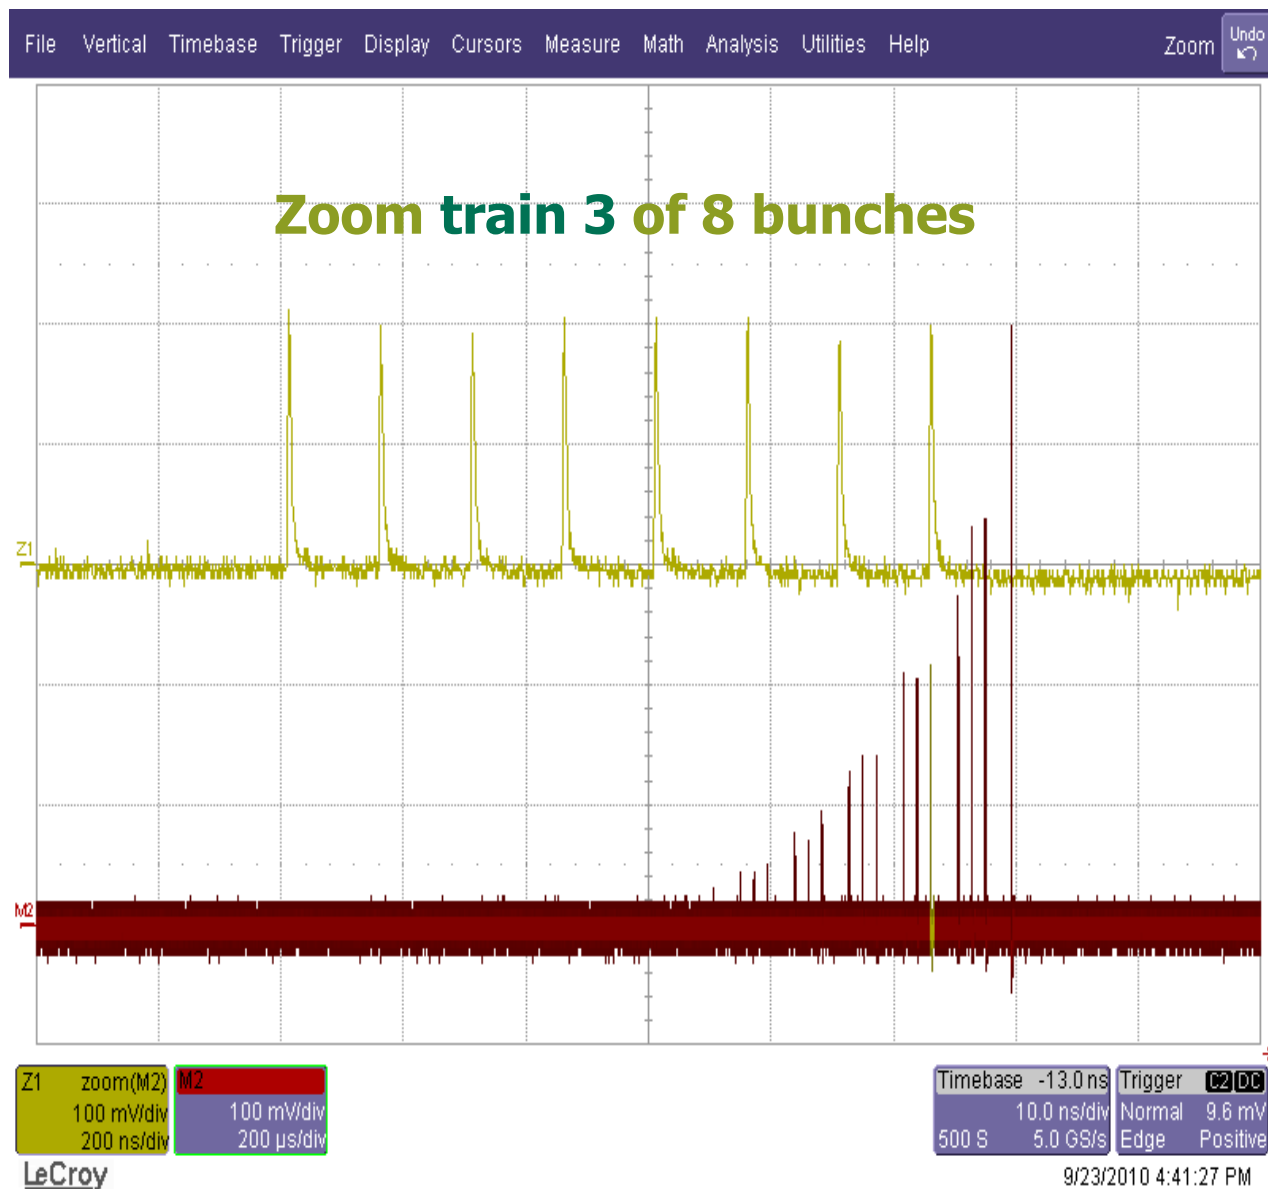 File Vertical Timebase Trigger Display Cursors Measure Math Analysis Utilities Help Zoom Undo
Zoom train 3 of 8 bunches
Z1
M2
Z1 zoom(M2)
100 mV/div
200 ns/div
M2
100 mV/div
200 µs/div
Timebase -13.0 ns
10.0 ns/div
500 S 5.0 GS/s
Trigger C2 DC
Normal 9.6 mV
Edge Positive
LeCroy
9/23/2010 4:41:27 PM